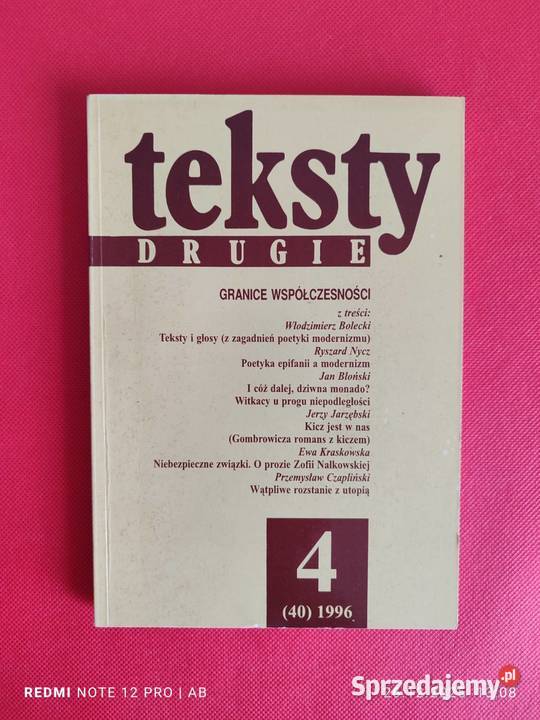 teksty
DRUGIE
GRANICE WSPÓŁCZESNOŚCI
z treści:
Włodzimierz Bolecki
Teksty i głosy (z zagadnień poetyki modernizmu)
Ryszard Nycz
Poetyka epifanii a modernizm
Jan Błoński
I cóż dalej, dziwna monado?
Witkacy u progu niepodległości
Jerzy Jarzębski
Kicz jest w nas
(Gombrowicza romans z kiczem)
Ewa Kraskowska
Niebezpieczne związki. O prozie Zofii Nałkowskiej
Przemysław Czapliński
Wątpliwe rozstanie z utopią
4
(40) 1996
REDMI NOTE 12 PRO | AB
Sprzedajemy.pl